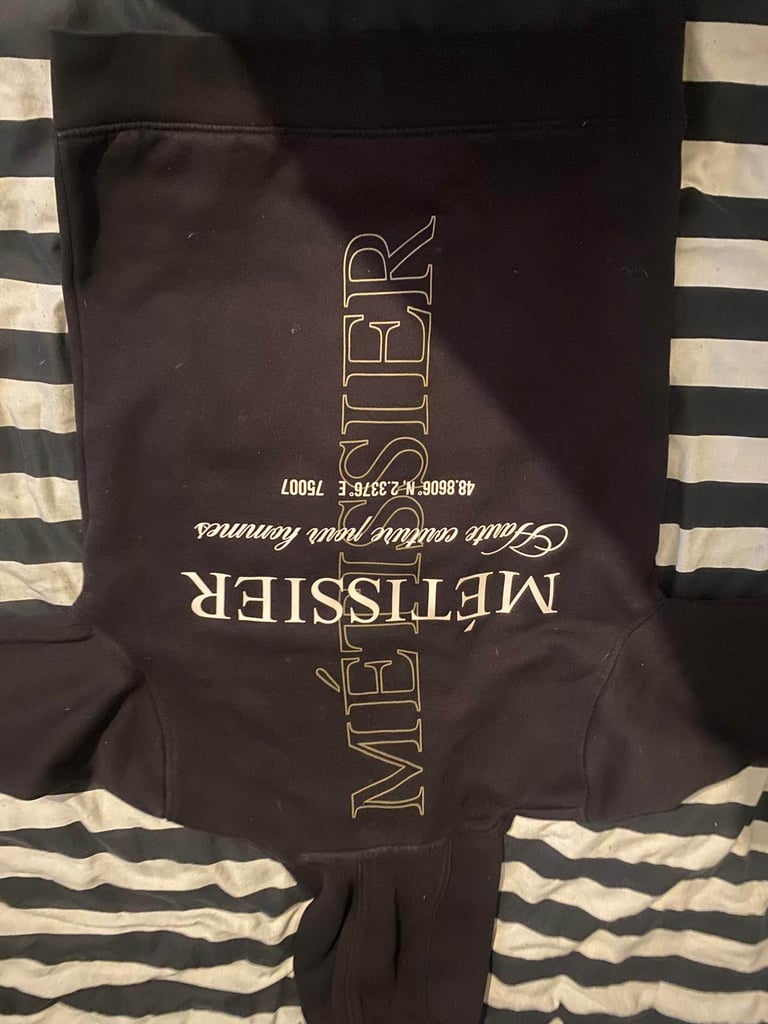 MÉTISSIER
Haute couture pour hommes
48.8606° N, 2.3376° E 75007
MÉTISSIER